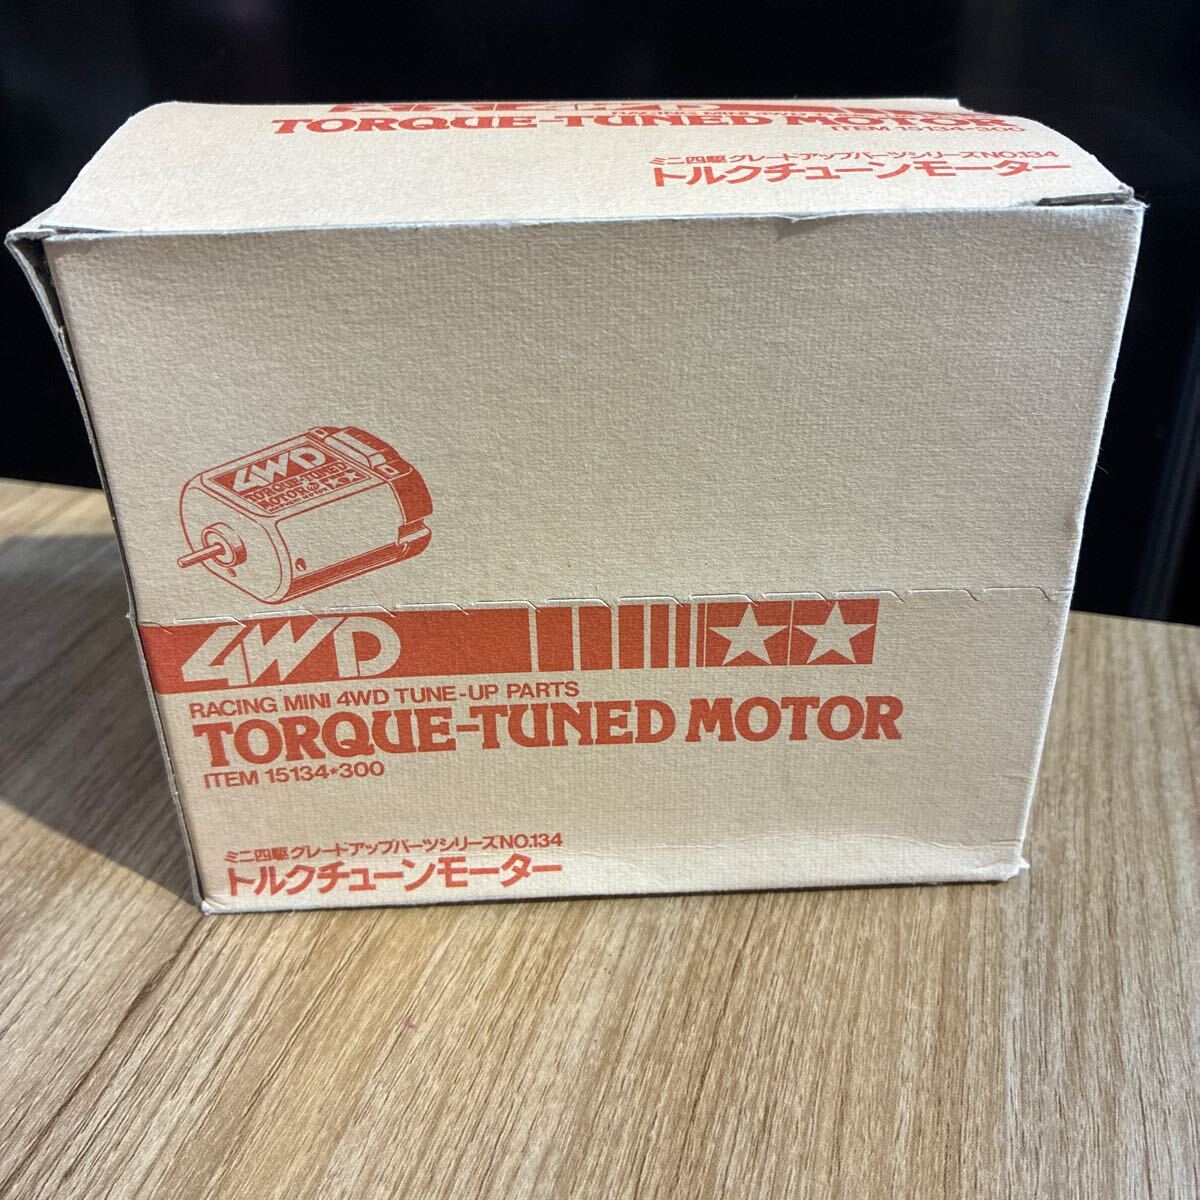 TORQUE-TUNED MOTOR
ITEM 15134*300
ミニ四駆グレードアップパーツシリーズNO.134
トルクチューンモーター
4WD
TORQUE-TUNED
MOTOR
4WD
RACING MINI 4WD TUNE-UP PARTS
TORQUE-TUNED MOTOR
ITEM 15134*300
ミニ四駆グレードアップパーツシリーズNO.134
トルクチューンモーター